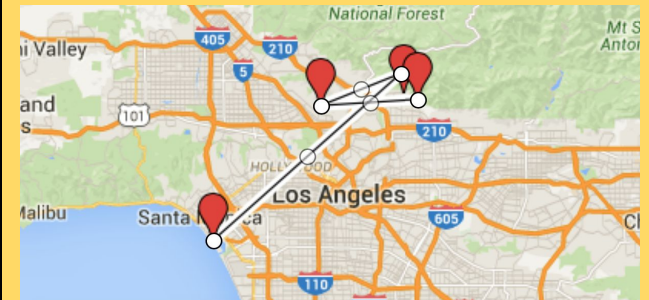 National Forest
Mt S
Anton
405
210
i Valley
5
and
s
101
210
HOLLYWOOD
Los Angeles
Malibu
Santa Monica
605
Ch
110